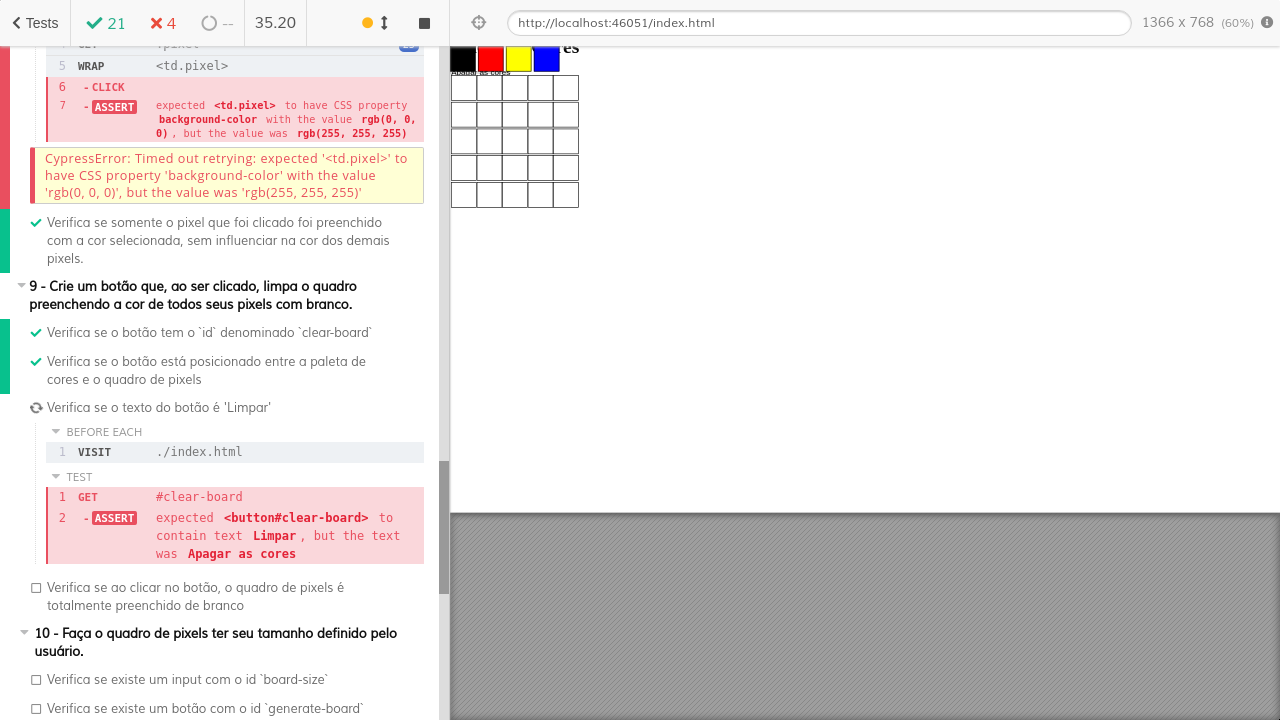 Tests 21 4 -- 35.20 http://localhost:46051/index.html 1366 x 768 (60%)
5 WRAP <td.pixel>
6 - CLICK
7 - ASSERT expected <td.pixel> to have CSS property
background-color with the value rgb(0, 0,
0) , but the value was rgb(255, 255, 255)
CypressError: Timed out retrying: expected '<td.pixel>' to
have CSS property 'background-color' with the value
'rgb(0, 0, 0)', but the value was 'rgb(255, 255, 255)'
Verifica se somente o pixel que foi clicado foi preenchido
com a cor selecionada, sem influenciar na cor dos demais
pixels.
9 - Crie um botão que, ao ser clicado, limpa o quadro
preenchendo a cor de todos seus pixels com branco.
Verifica se o botão tem o `id` denominado `clear-board`
Verifica se o botão está posicionado entre a paleta de
cores e o quadro de pixels
Verifica se o texto do botão é 'Limpar'
BEFORE EACH
1 VISIT ./index.html
TEST
1 GET #clear-board
2 - ASSERT expected <button#clear-board> to
contain text Limpar , but the text
was Apagar as cores
Verifica se ao clicar no botão, o quadro de pixels é
totalmente preenchido de branco
10 - Faça o quadro de pixels ter seu tamanho definido pelo
usuário.
Verifica se existe um input com o id `board-size`
Verifica se existe um botão com o id `generate-board`
Apagar as cores